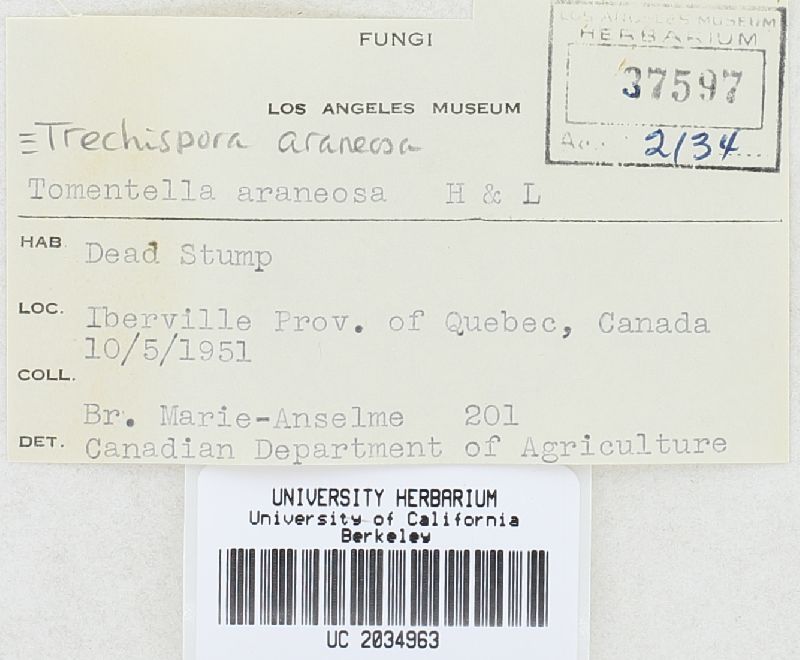 FUNGI
LOS ANGELES MUSEUM
HERBARIUM
37597
Ac. 2134
LOS ANGELES MUSEUM
≡Trechispora araneosa
Tomentella araneosa H & L
HAB. Dead Stump
LOC. Iberville Prov. of Quebec, Canada
10/5/1951
COLL.
Br. Marie-Anselme 201
DET. Canadian Department of Agriculture
UNIVERSITY HERBARIUM
University of California
Berkeley
UC 2034963